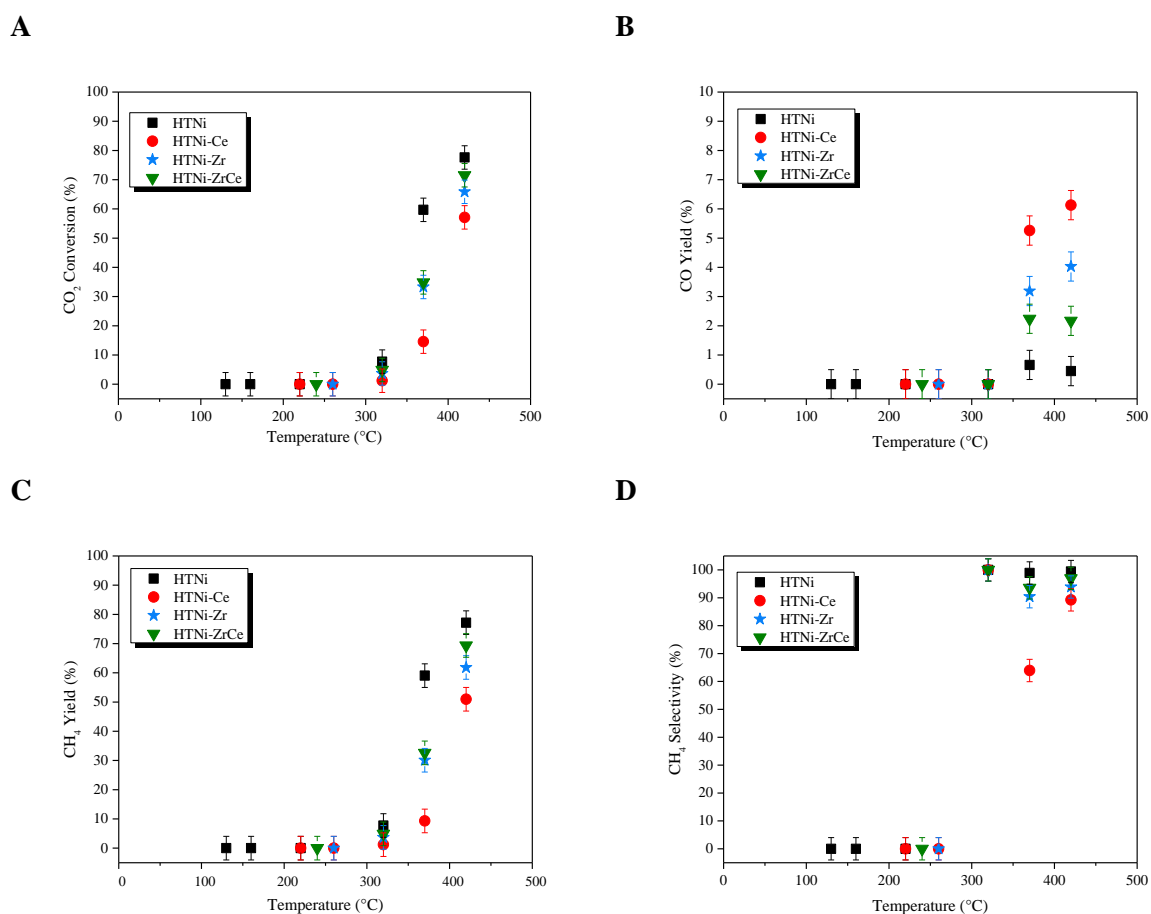 A
B
100
90
80
70
60
50
40
30
20
10
0
CO2 Conversion (%)
HTNi
HTNi-Ce
HTNi-Zr
HTNi-ZrCe
0 100 200 300 400 500
Temperature (°C)
10
9
8
7
6
5
4
3
2
1
0
CO Yield (%)
HTNi
HTNi-Ce
HTNi-Zr
HTNi-ZrCe
0 100 200 300 400 500
Temperature (°C)
C
D
100
90
80
70
60
50
40
30
20
10
0
CH4 Yield (%)
HTNi
HTNi-Ce
HTNi-Zr
HTNi-ZrCe
0 100 200 300 400 500
Temperature (°C)
100
90
80
70
60
50
40
30
20
10
0
CH4 Selectivity (%)
HTNi
HTNi-Ce
HTNi-Zr
HTNi-ZrCe
0 100 200 300 400 500
Temperature (°C)